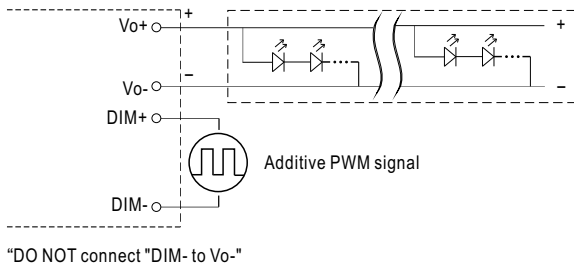 Vo+
+
+
Vo-
–
–
DIM+
Additive PWM signal
DIM-
“DO NOT connect "DIM- to Vo-"